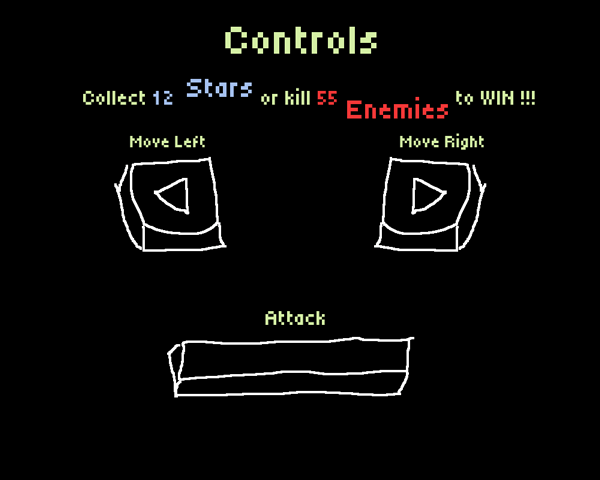 Controls
Collect 12 Stars or kill 55 Enemies to WIN !!!
Move Left
Move Right
Attack